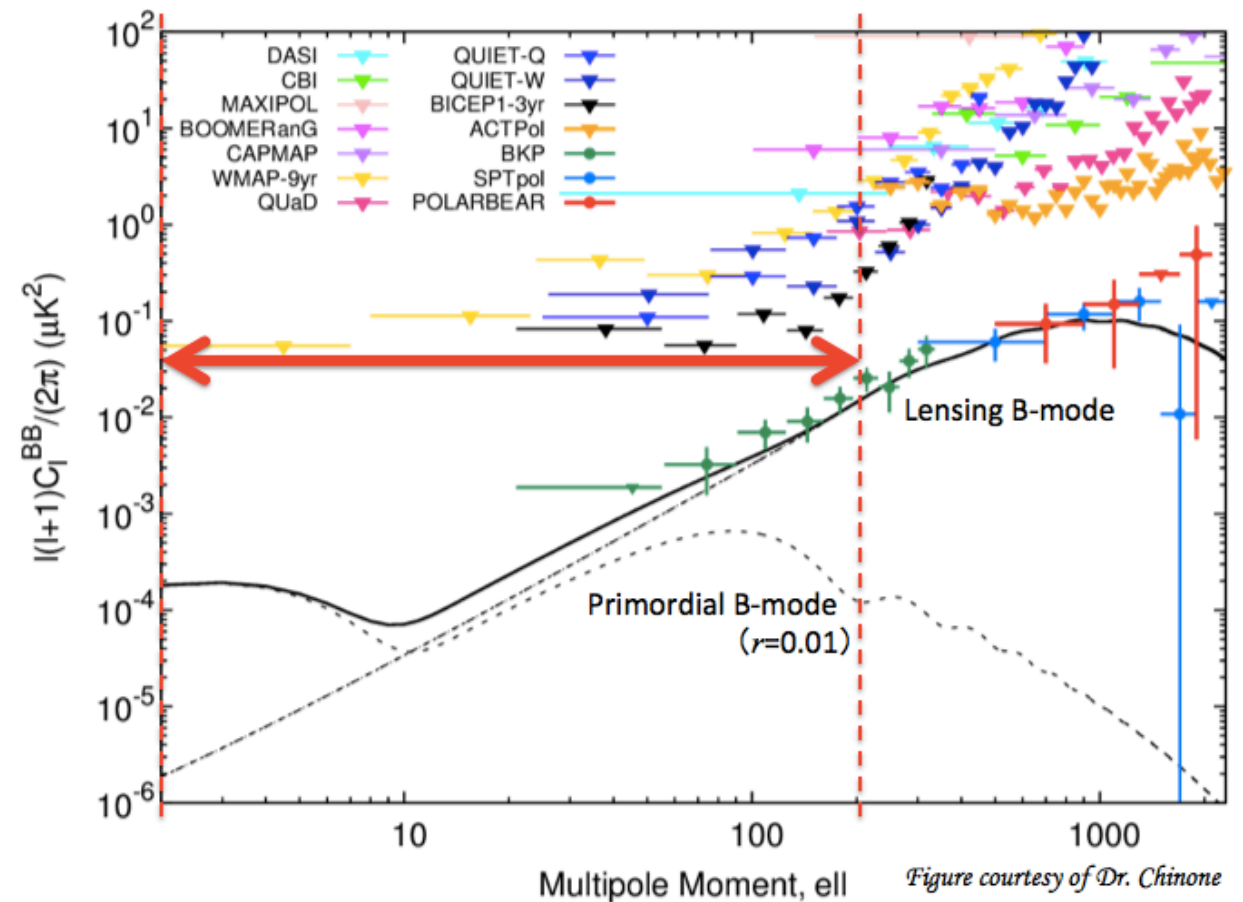 10^2
10^1
10^0
10^-1
10^-2
10^-3
10^-4
10^-5
10^-6
l(l+1)C_l^BB/(2π) (μK^2)
DASI
CBI
MAXIPOL
BOOMERanG
CAPMAP
WMAP-9yr
QUaD
QUIET-Q
QUIET-W
BICEP1-3yr
ACTPol
BKP
SPTpol
POLARBEAR
Lensing B-mode
Primordial B-mode
(r=0.01)
10
100
1000
Multipole Moment, ell
Figure courtesy of Dr. Chinone